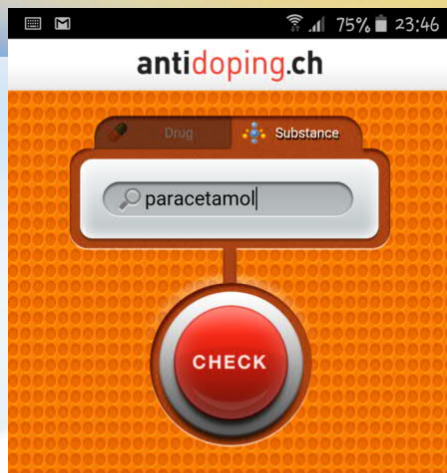 75% 23:46
antidoping.ch
Drug Substance
paracetamol
CHECK